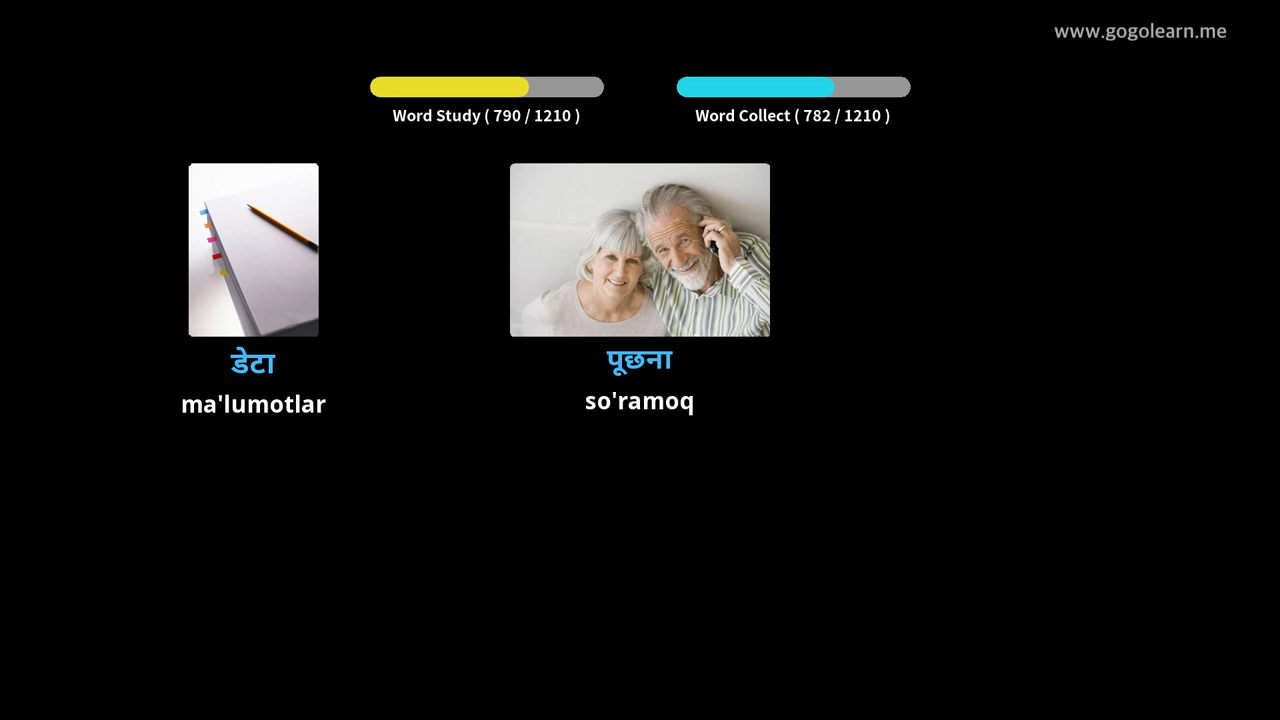 www.gogolearn.me
Word Study ( 790 / 1210 )
Word Collect ( 782 / 1210 )
डेटा
ma'lumotlar
पूछना
so'ramoq